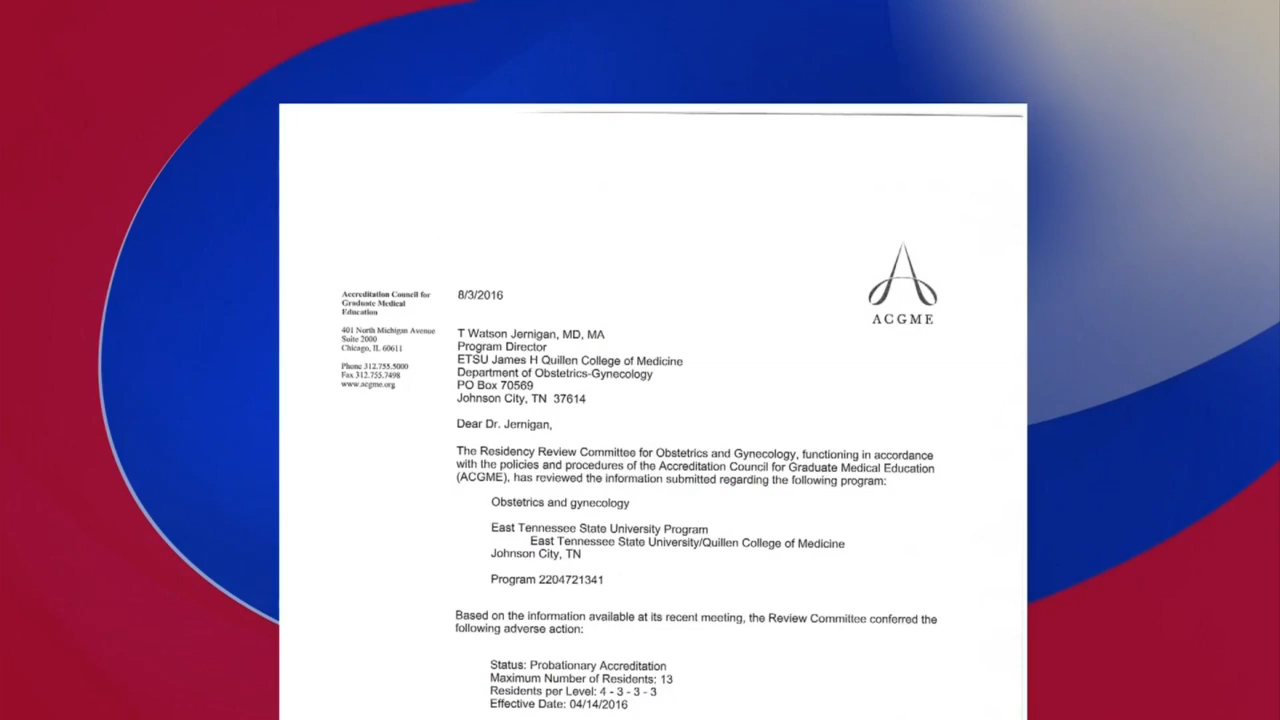 Accreditation Council for
Graduate Medical
Education
401 North Michigan Avenue
Suite 2000
Chicago, IL 60611
Phone 312.755.5000
Fax 312.755.7498
www.acgme.org
8/3/2016
ACGME
T Watson Jernigan, MD, MA
Program Director
ETSU James H Quillen College of Medicine
Department of Obstetrics-Gynecology
PO Box 70569
Johnson City, TN 37614
Dear Dr. Jernigan,
The Residency Review Committee for Obstetrics and Gynecology, functioning in accordance
with the policies and procedures of the Accreditation Council for Graduate Medical Education
(ACGME), has reviewed the information submitted regarding the following program:
Obstetrics and gynecology
East Tennessee State University Program
East Tennessee State University/Quillen College of Medicine
Johnson City, TN
Program 2204721341
Based on the information available at its recent meeting, the Review Committee conferred the
following adverse action:
Status: Probationary Accreditation
Maximum Number of Residents: 13
Residents per Level: 4 - 3 - 3 - 3
Effective Date: 04/14/2016